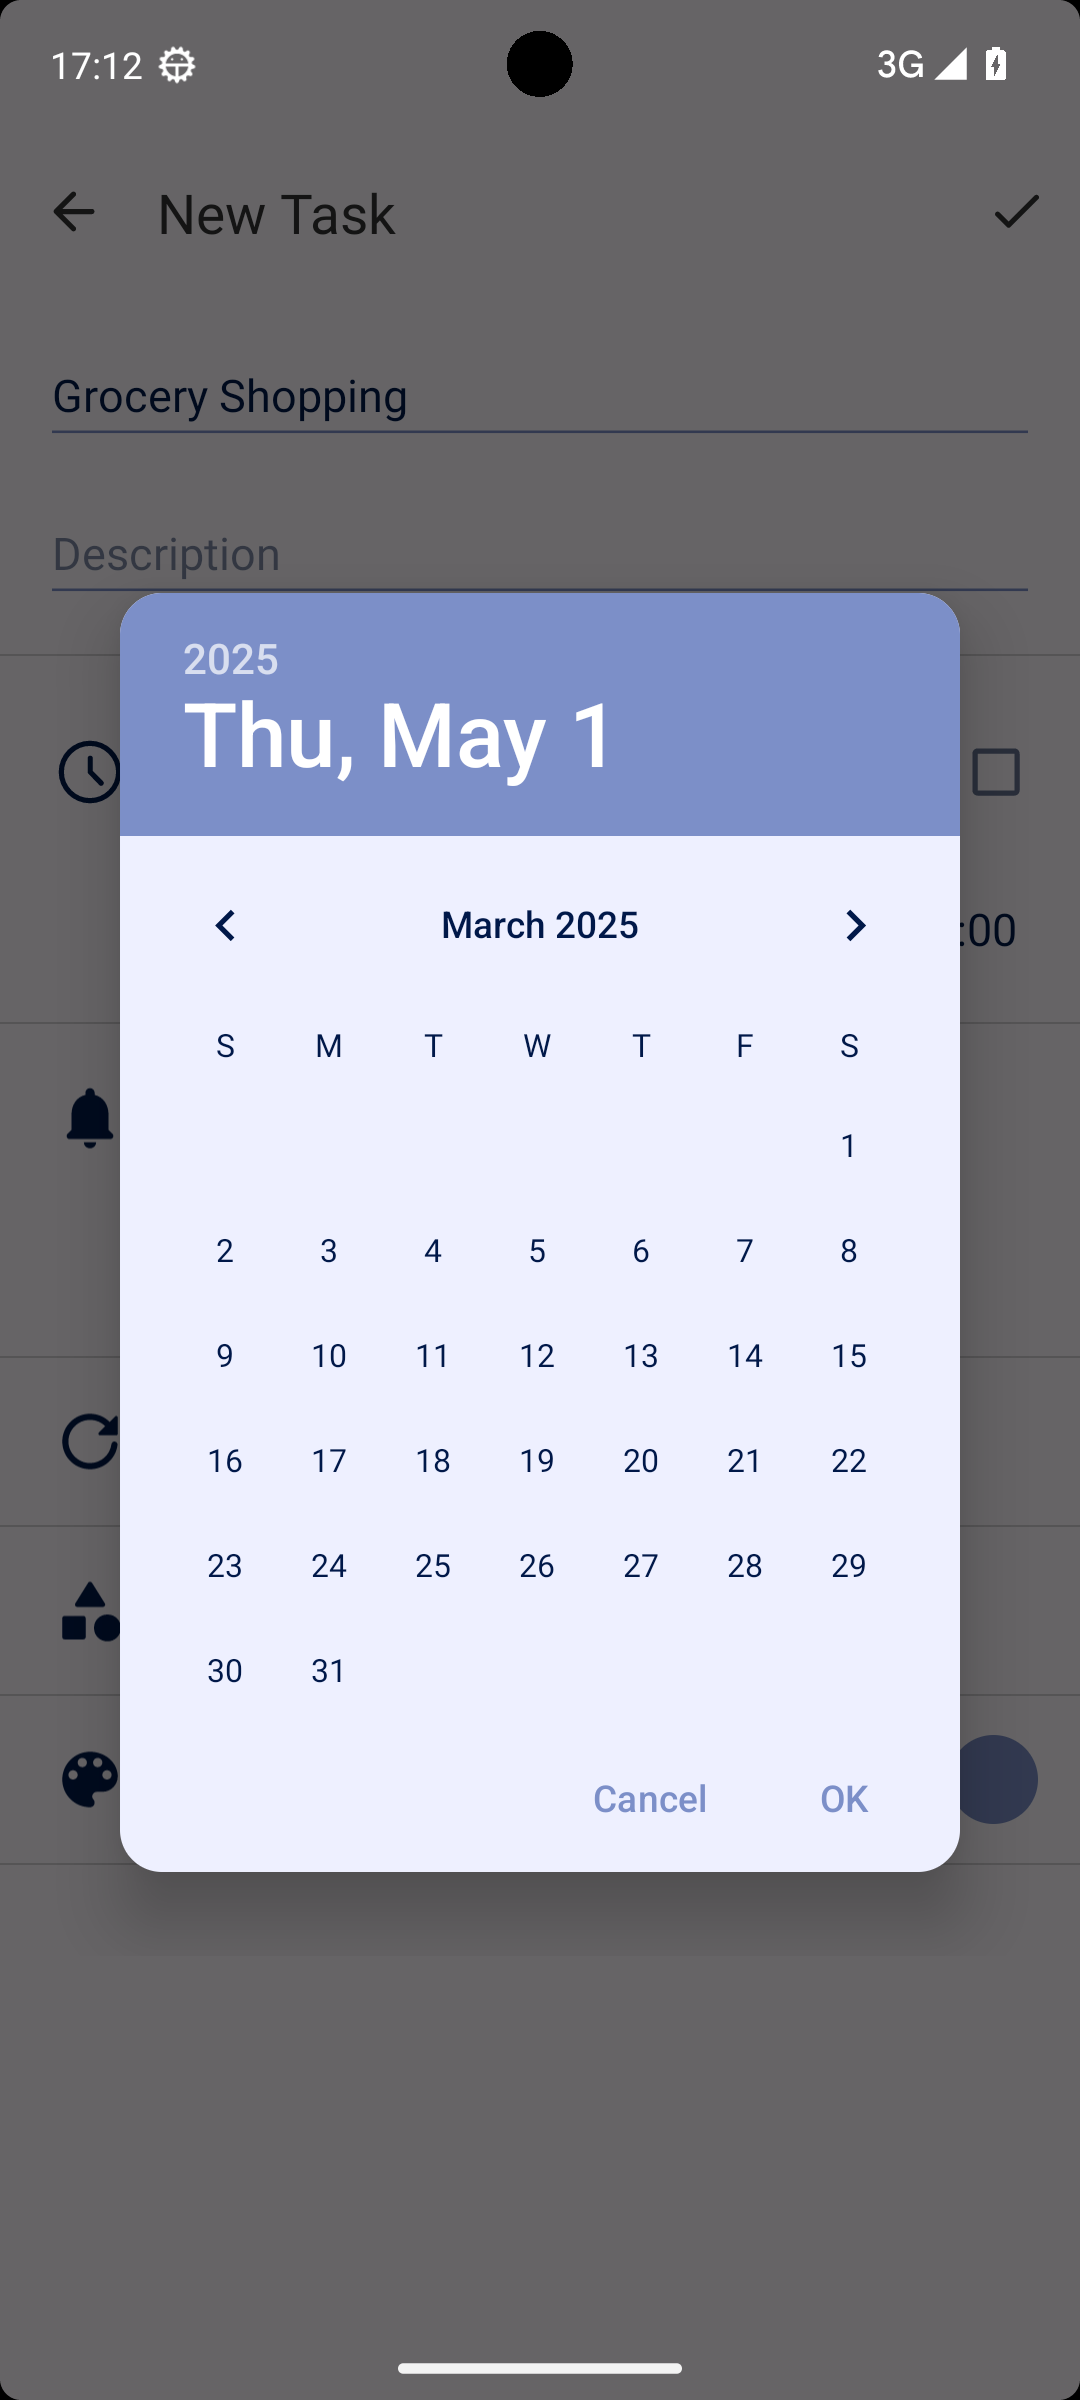 17:12
3G
New Task
Grocery Shopping
Description
2025
Thu, May 1
March 2025
:00
S M T W T F S
1
2 3 4 5 6 7 8
9 10 11 12 13 14 15
16 17 18 19 20 21 22
23 24 25 26 27 28 29
30 31
Cancel OK